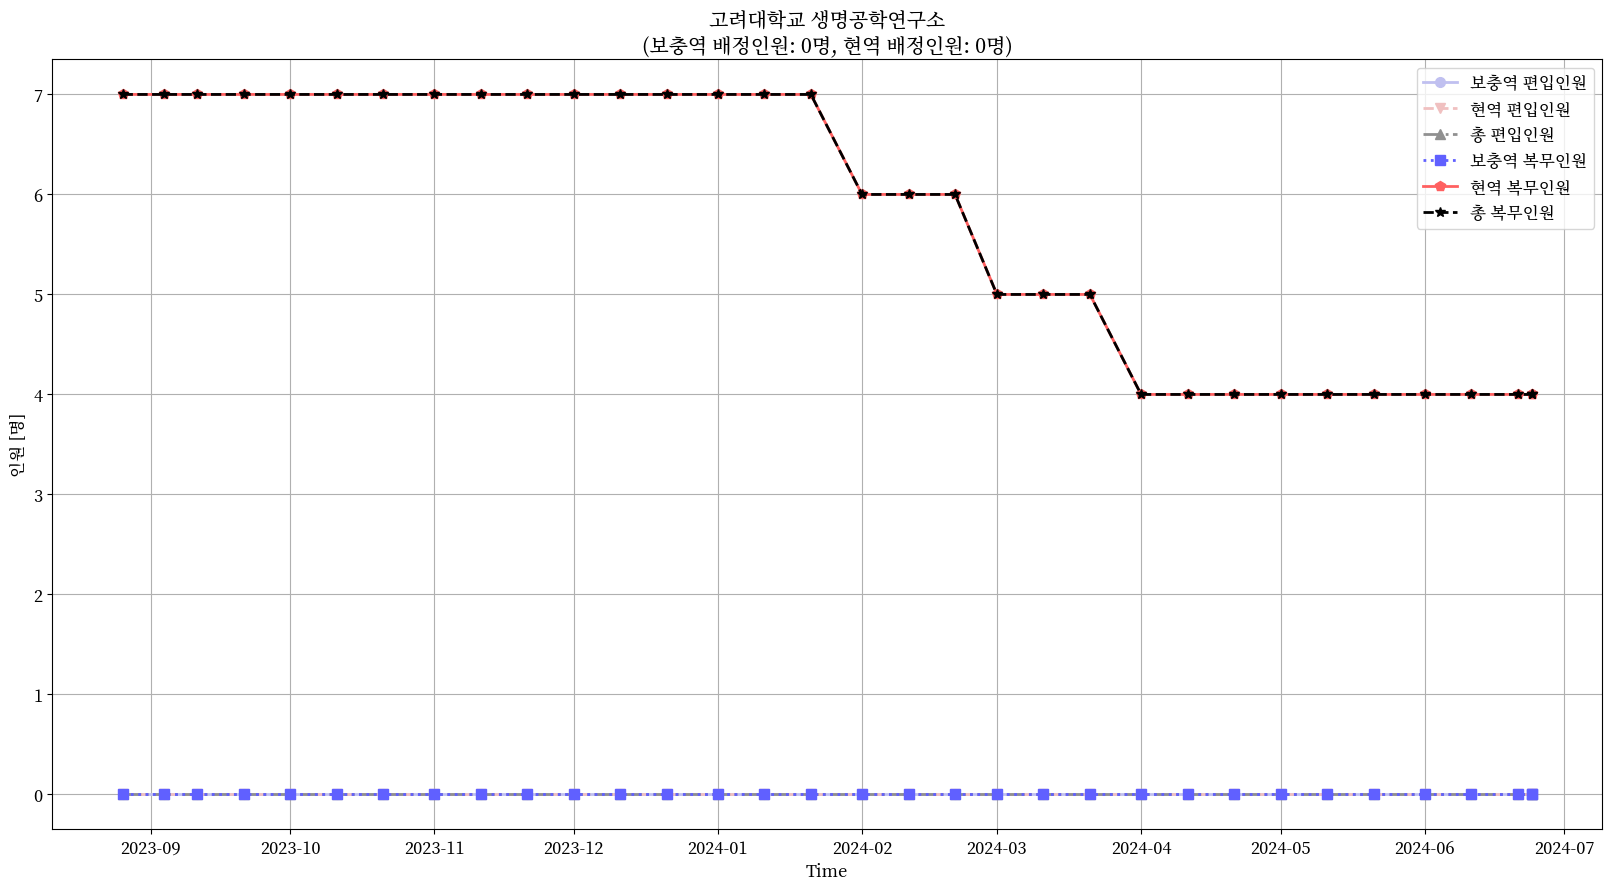 고려대학교 생명공학연구소
(보충역 배정인원: 0명, 현역 배정인원: 0명)
보충역 편입인원
현역 편입인원
총 편입인원
보충역 복무인원
현역 복무인원
총 복무인원
인원 [명]
7
6
5
4
3
2
1
0
2023-09 2023-10 2023-11 2023-12 2024-01 2024-02 2024-03 2024-04 2024-05 2024-06 2024-07
Time